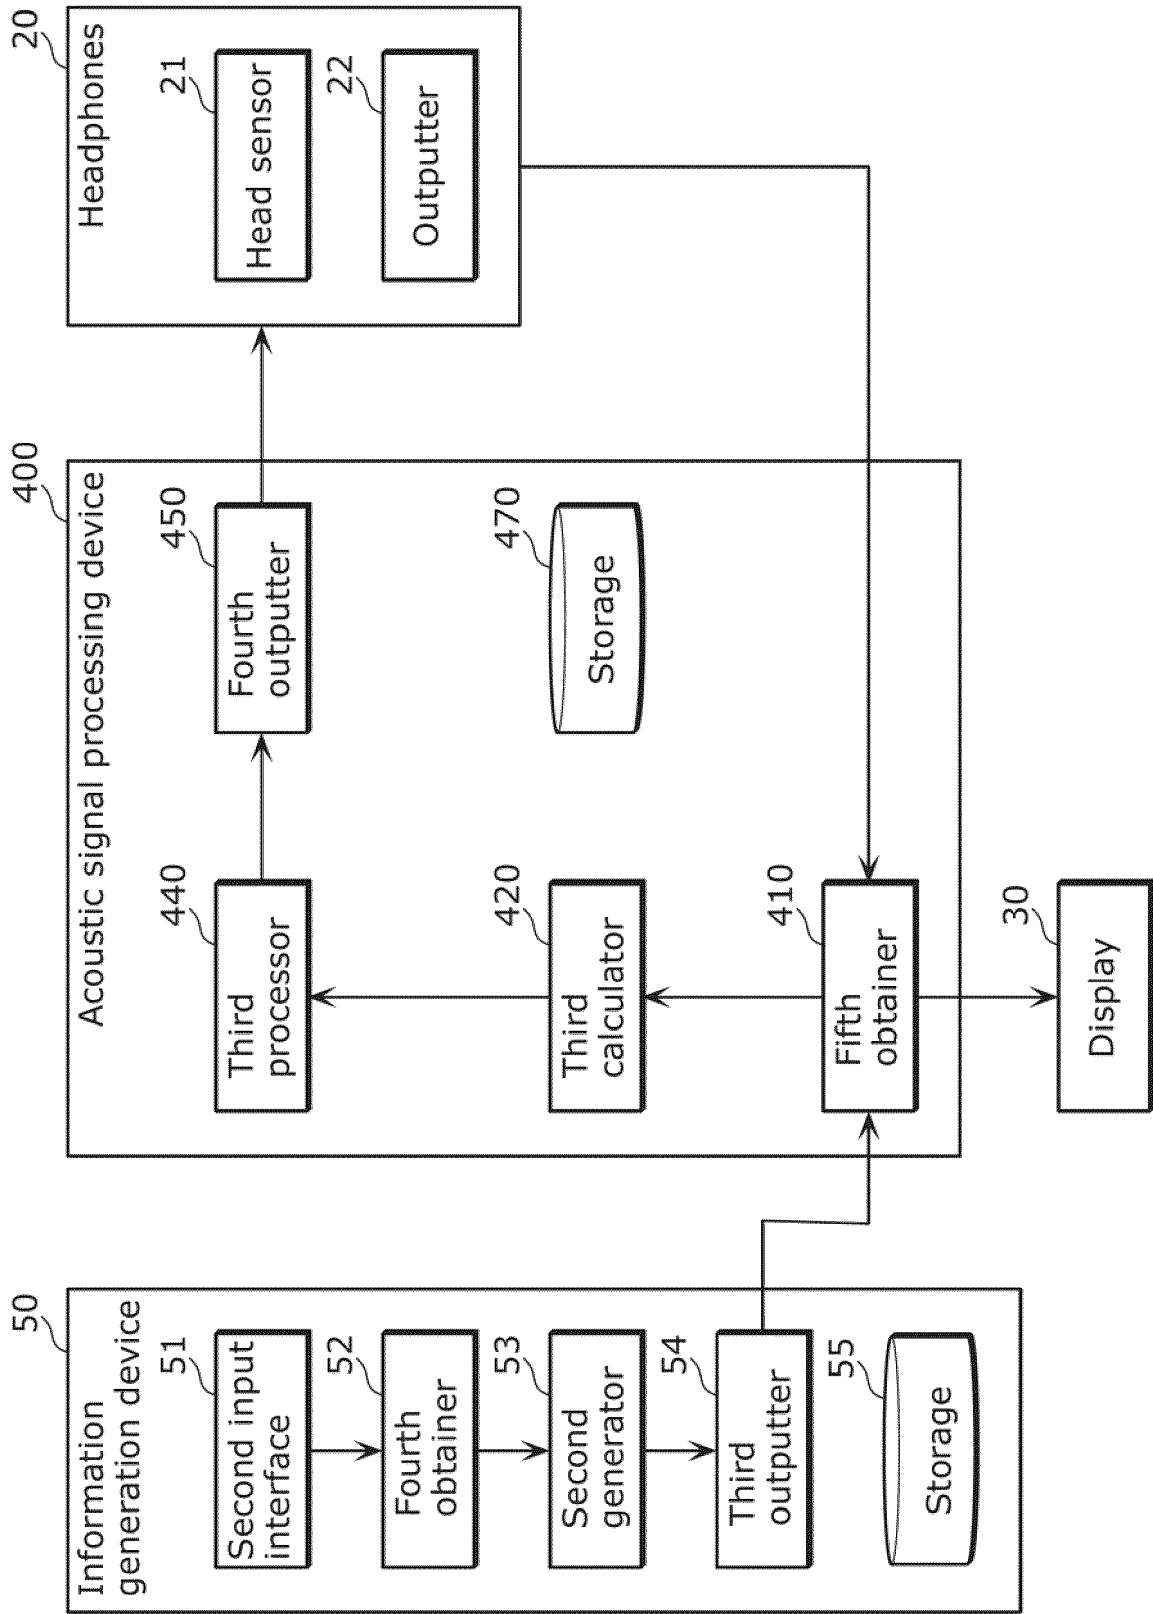 50
Information
generation device
51
Second input
interface
52
Fourth
obtainer
53
Second
generator
54
Third
outputter
55
Storage
400
Acoustic signal processing device
440
Third
processor
450
Fourth
outputter
420
Third
calculator
470
Storage
410
Fifth
obtainer
30
Display
20
Headphones
21
Head sensor
22
Outputter